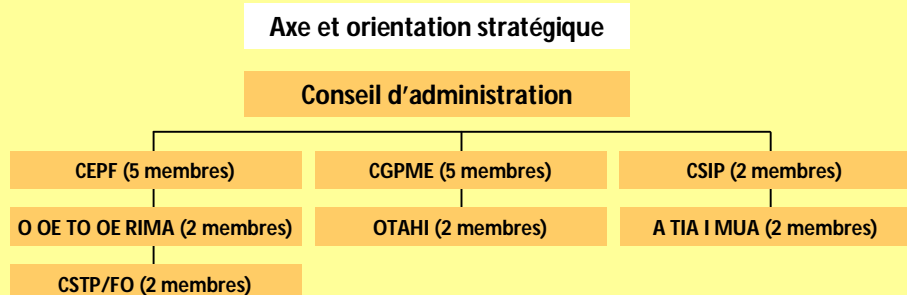 Axe et orientation stratégique
Conseil d'administration
CEPF (5 membres)
CGPME (5 membres)
CSIP (2 membres)
O OE TO OE RIMA (2 membres)
OTAHI (2 membres)
A TIA I MUA (2 membres)
CSTP/FO (2 membres)